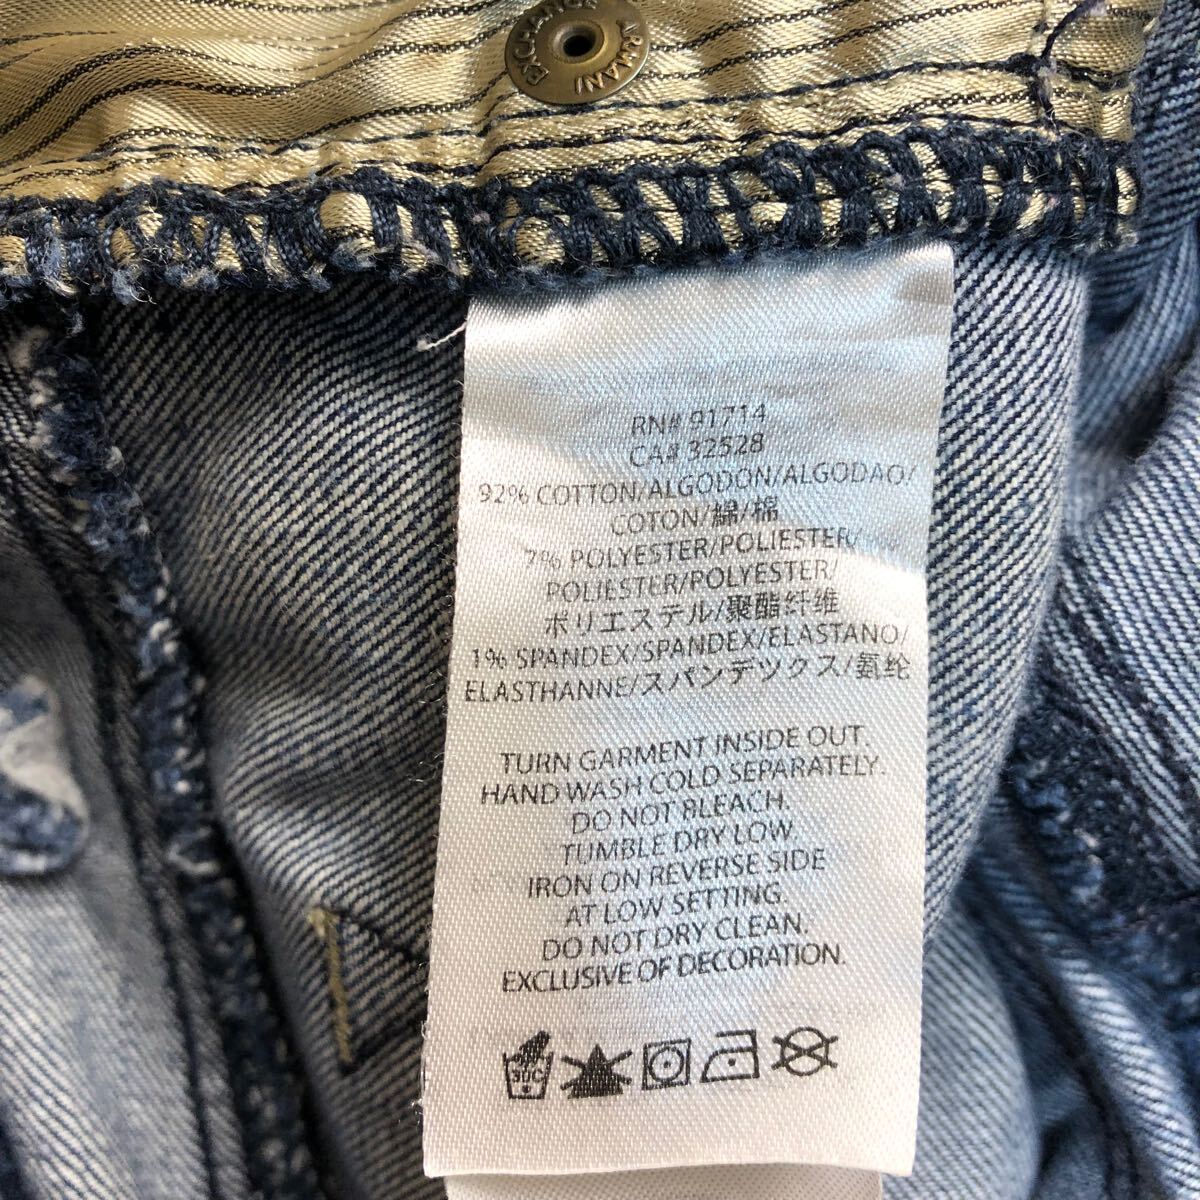 ARMANI EXCHANGE
RN# 91714
CA# 32528
92% COTTON/ALGODON/ALGODAO/
COTON/綿/棉
7% POLYESTER/POLIESTER/
POLIESTER/POLYESTER/
ポリエステル/聚酯纤维
1% SPANDEX/SPANDEX/ELASTANO/
ELASTHANNE/スパンデックス/氨纶
TURN GARMENT INSIDE OUT.
HAND WASH COLD SEPARATELY.
DO NOT BLEACH.
TUMBLE DRY LOW.
IRON ON REVERSE SIDE
AT LOW SETTING.
DO NOT DRY CLEAN.
EXCLUSIVE OF DECORATION.